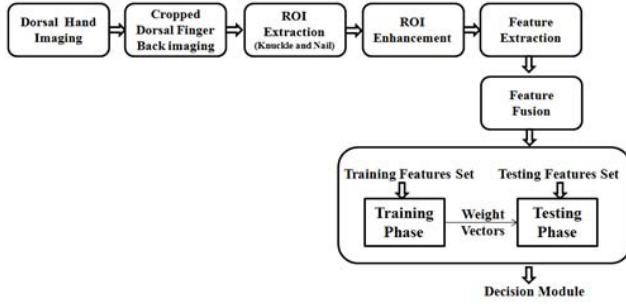 Dorsal Hand
Imaging
Cropped
Dorsal Finger
Back imaging
ROI
Extraction
(Knuckle and Nail)
ROI
Enhancement
Feature
Extraction
Feature
Fusion
Training Features Set
Testing Features Set
Training
Phase
Weight
Vectors
Testing
Phase
Decision Module